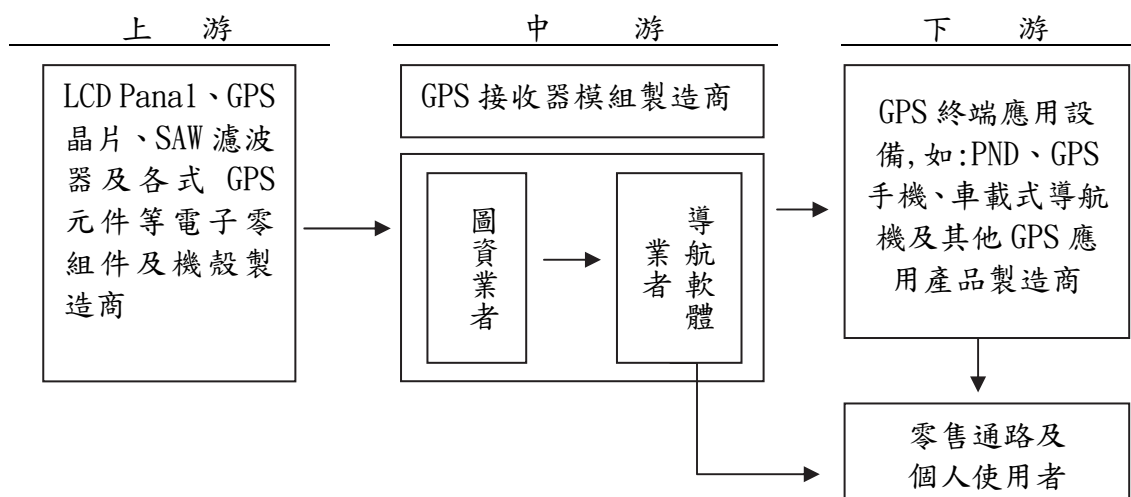 上 游
中 游
下 游
LCD Panal、GPS
晶片、SAW 濾波
器及各式 GPS
元件等電子零
組件及機殼製
造商
GPS 接收器模組製造商
圖資業者
導航軟體
業者
GPS 終端應用設
備,如:PND、GPS
手機、車載式導航
機及其他 GPS 應
用產品製造商
零售通路及
個人使用者